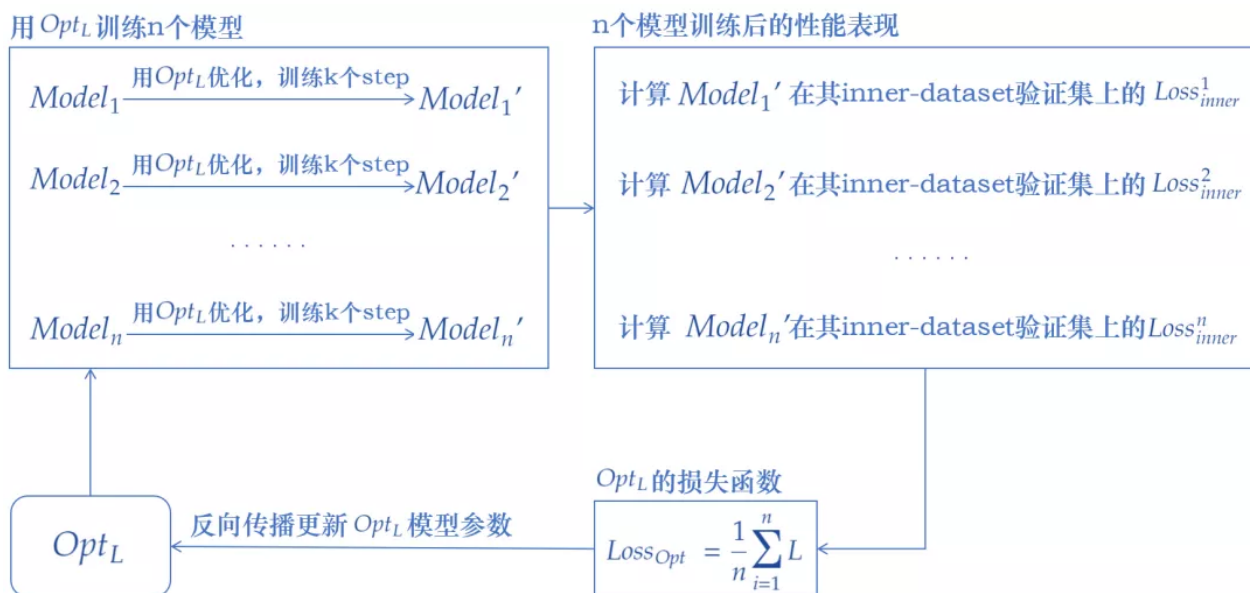 用 Opt_L 训练n个模型
Model_1 用Opt_L优化，训练k个step Model_1′
Model_2 用Opt_L优化，训练k个step Model_2′
······
Model_n 用Opt_L优化，训练k个step Model_n′
n个模型训练后的性能表现
计算 Model_1′ 在其inner-dataset验证集上的 Loss^1_inner
计算 Model_2′ 在其inner-dataset验证集上的 Loss^2_inner
······
计算 Model_n′ 在其inner-dataset验证集上的Loss^n_inner
Opt_L 的损失函数
Loss_Opt = 1/n ∑_{i=1}^{n} L
反向传播更新 Opt_L 模型参数
Opt_L